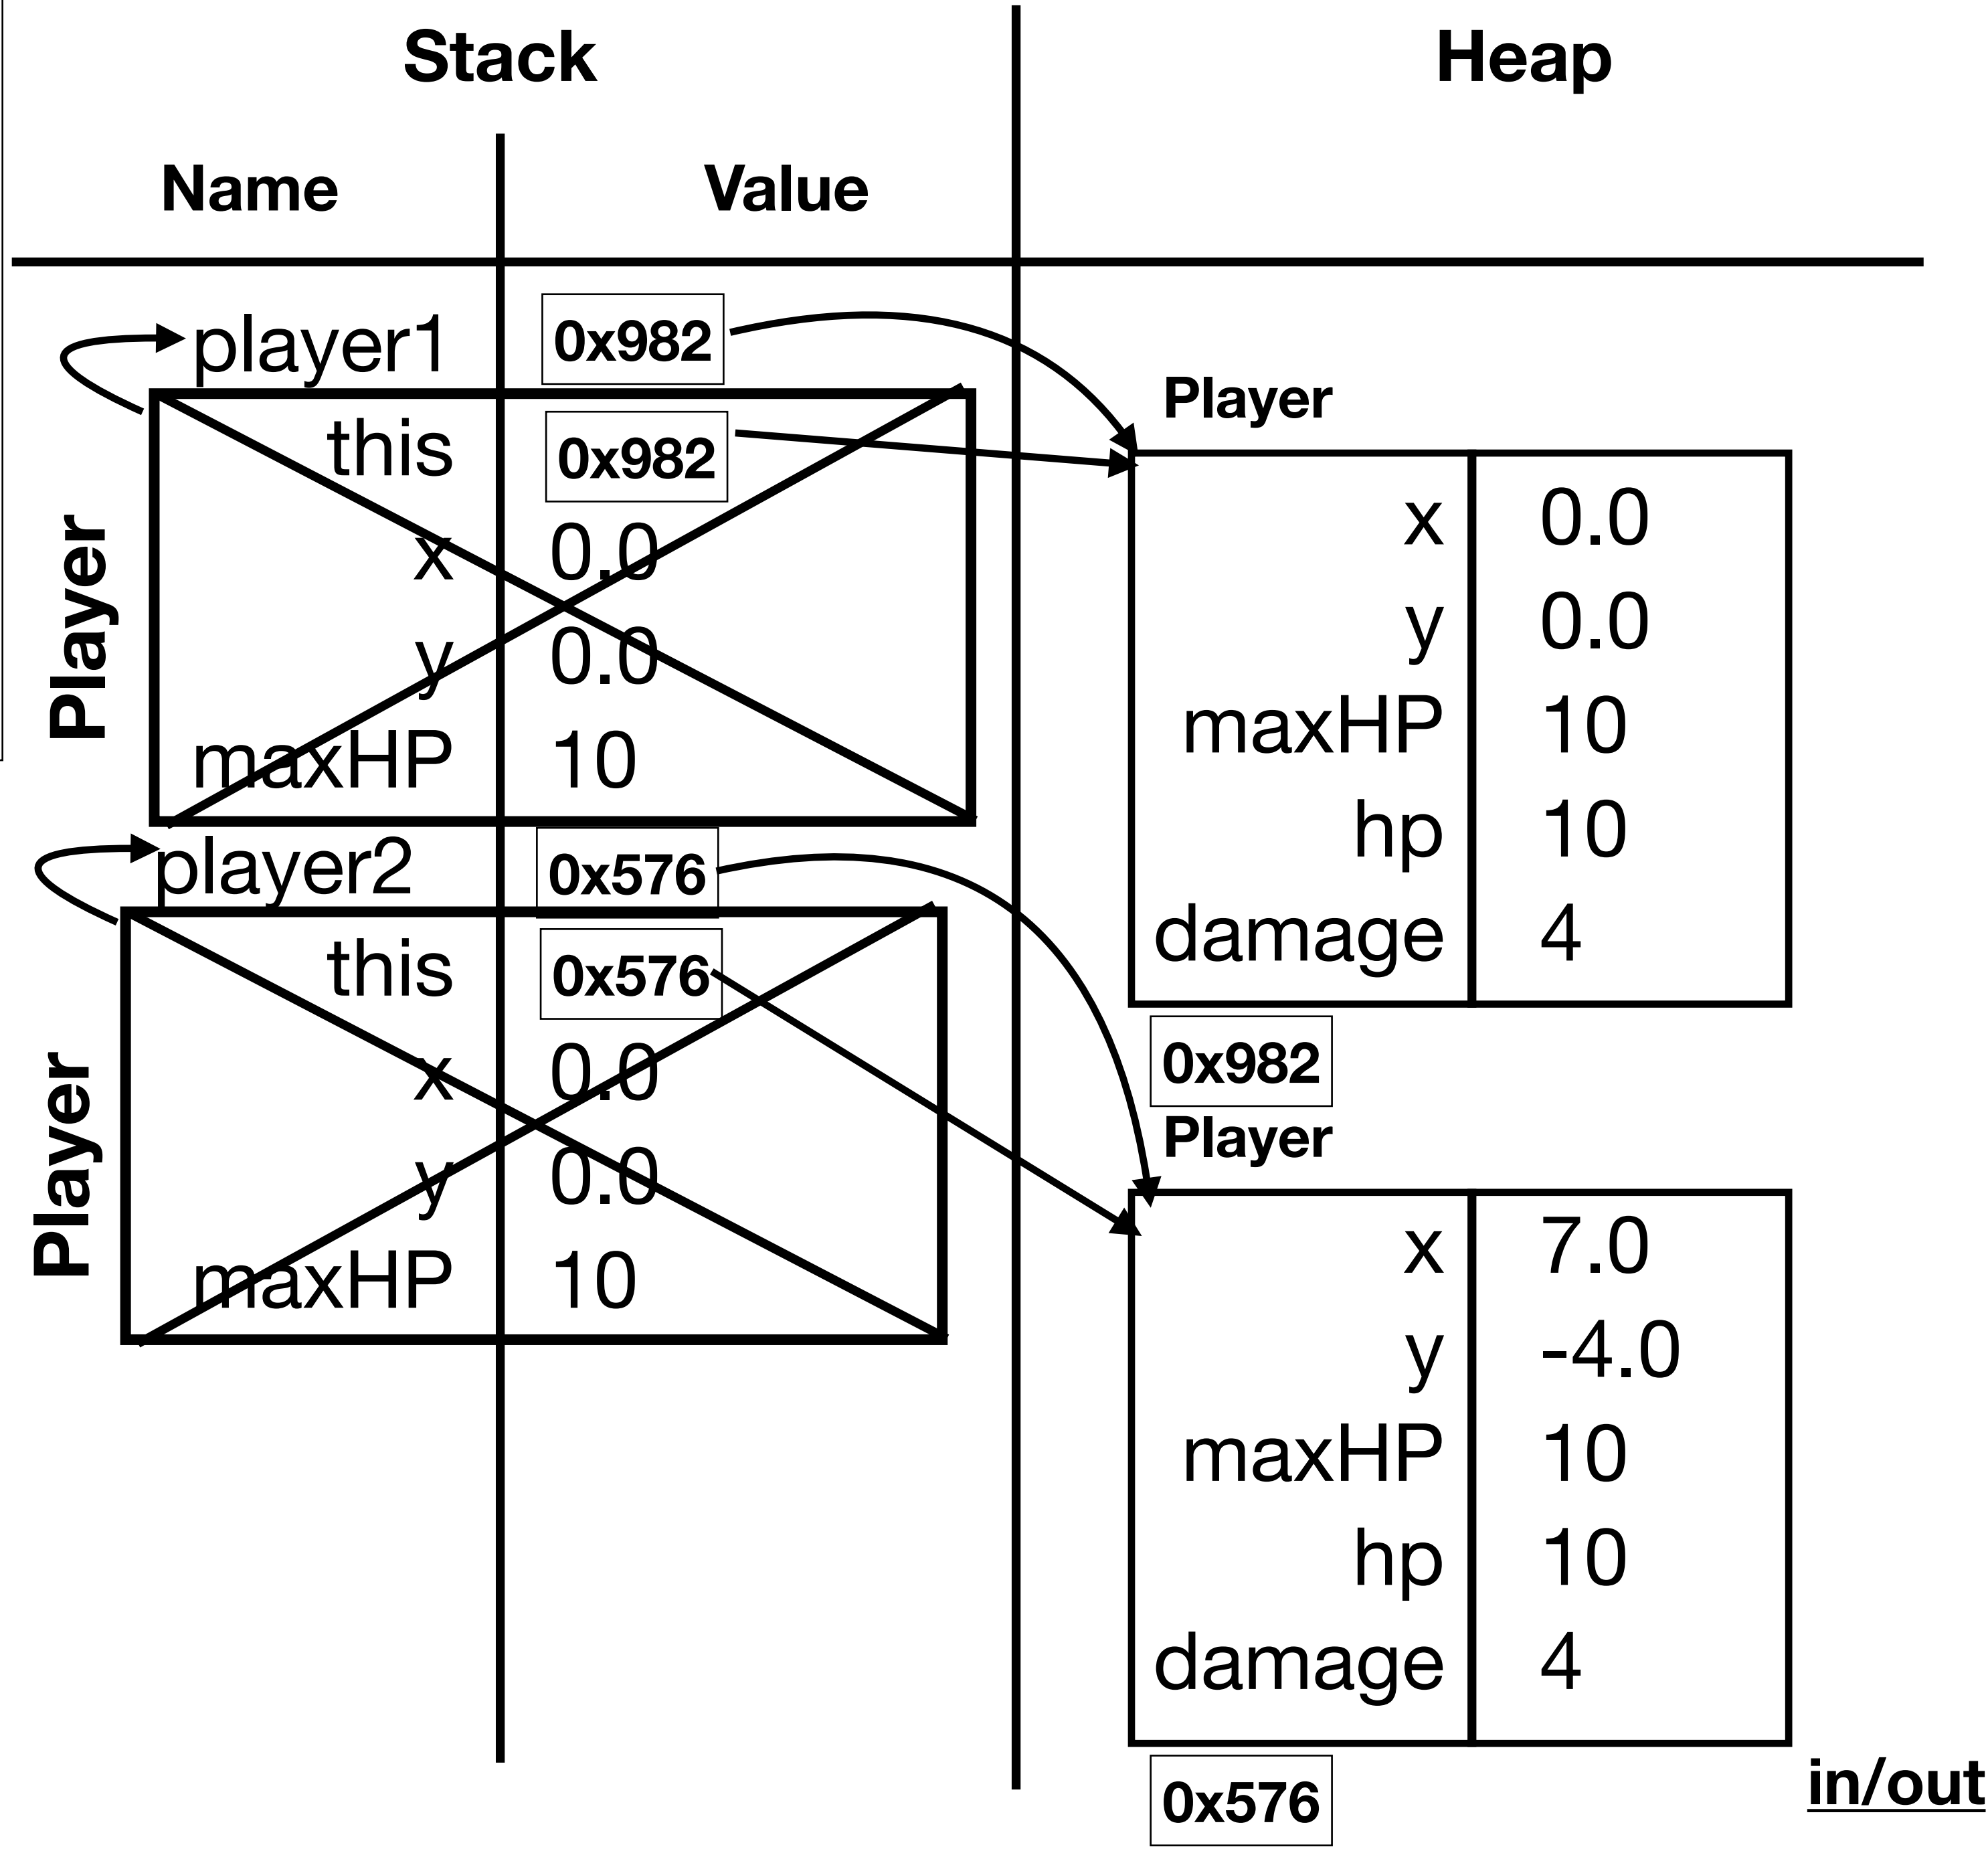 Stack
Heap
Name
Value
player1 0x982
Player
this 0x982
x 0.0
y 0.0
maxHP 10
player2 0x576
Player
this 0x576
x 0.0
y 0.0
maxHP 10
Player
x 0.0
y 0.0
maxHP 10
hp 10
damage 4
0x982
Player
x 7.0
y -4.0
maxHP 10
hp 10
damage 4
0x576
in/out